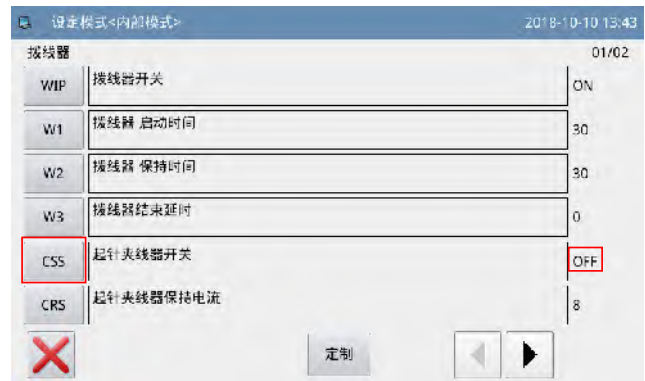 设定模式<内部模式> 2018-10-10 13:43
拨线器 01/02
WIP 拨线器开关 ON
W1 拨线器 启动时间 30
W2 拨线器 保持时间 30
W3 拨线器结束延时 0
CSS 起针夹线器开关 OFF
CRS 起针夹线器保持电流 8
定制